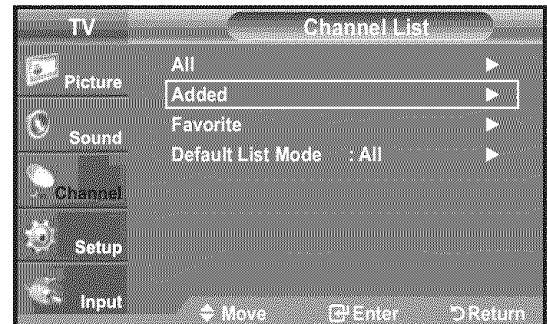 TV
Channel List
Picture
Sound
Channel
Setup
Input
All
Added
Favorite
Default List Mode : All
Move
Enter
Return